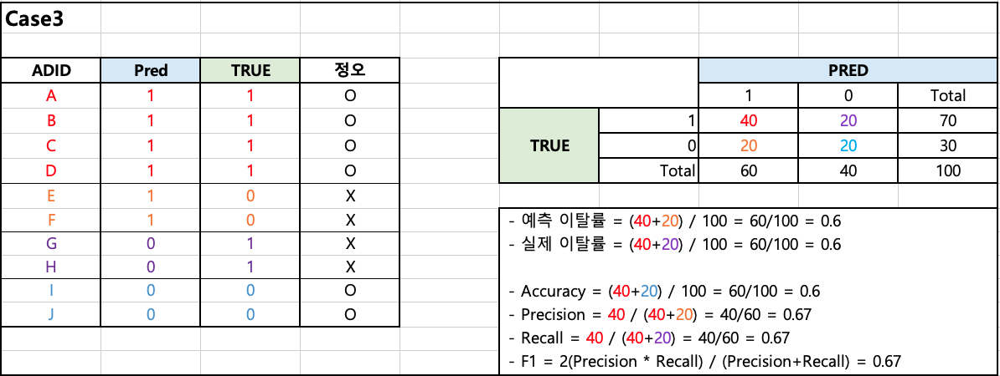 Case3
ADID Pred TRUE 정오
A 1 1 O
B 1 1 O
C 1 1 O
D 1 1 O
E 1 0 X
F 1 0 X
G 0 1 X
H 0 1 X
I 0 0 O
J 0 0 O
PRED
1 0 Total
TRUE
1 40 20 70
0 20 20 30
Total 60 40 100
- 예측 이탈률 = (40+20) / 100 = 60/100 = 0.6
- 실제 이탈률 = (40+20) / 100 = 60/100 = 0.6
- Accuracy = (40+20) / 100 = 60/100 = 0.6
- Precision = 40 / (40+20) = 40/60 = 0.67
- Recall = 40 / (40+20) = 40/60 = 0.67
- F1 = 2(Precision * Recall) / (Precision+Recall) = 0.67